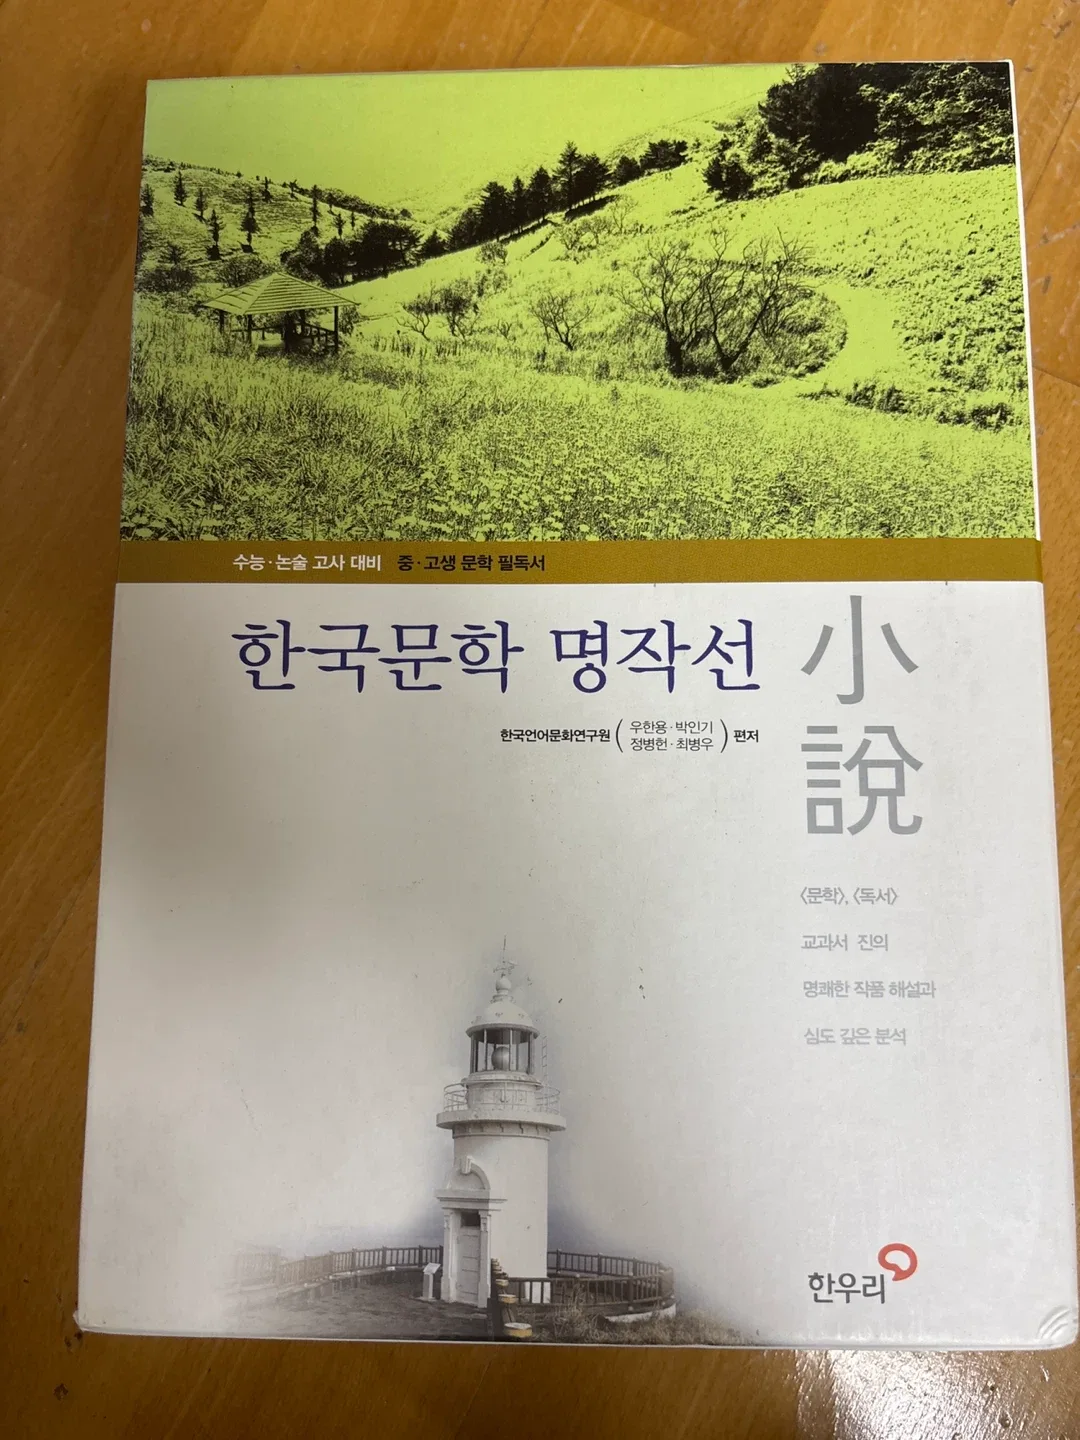 수능·논술 고사 대비 중·고생 문학 필독서
한국문학 명작선
小說
한국언어문화연구원 (우한용·박인기 정병헌·최병우) 편저
〈문학〉, 〈독서〉
교과서 진의
명쾌한 작품 해설과
심도 깊은 분석
한우리